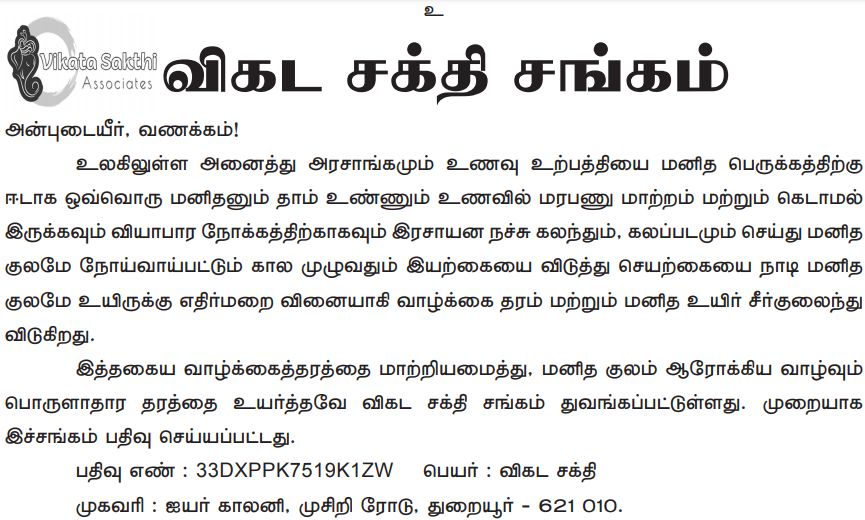 உ
Vikata Sakthi
Associates
விகட சக்தி சங்கம்
அன்புடையீர், வணக்கம்!
உலகிலுள்ள அனைத்து அரசாங்கமும் உணவு உற்பத்தியை மனித பெருக்கத்திற்கு
ஈடாக ஒவ்வொரு மனிதனும் தாம் உண்ணும் உணவில் மரபணு மாற்றம் மற்றும் கெடாமல்
இருக்கவும் வியாபார நோக்கத்திற்காகவும் இரசாயன நச்சு கலந்தும், கலப்படமும் செய்து மனித
குலமே நோய்வாய்பட்டும் கால முழுவதும் இயற்கையை விடுத்து செயற்கையை நாடி மனித
குலமே உயிருக்கு எதிர்மறை வினையாகி வாழ்க்கை தரம் மற்றும் மனித உயிர் சீர்குலைந்து
விடுகிறது.
இத்தகைய வாழ்க்கைத்தரத்தை மாற்றியமைத்து, மனித குலம் ஆரோக்கிய வாழ்வும்
பொருளாதார தரத்தை உயர்த்தவே விகட சக்தி சங்கம் துவங்கப்பட்டுள்ளது. முறையாக
இச்சங்கம் பதிவு செய்யப்பட்டது.
பதிவு எண் : 33DXPPK7519K1ZW பெயர் : விகட சக்தி
முகவரி : ஐயர் காலனி, முசிறி ரோடு, துறையூர் - 621 010.